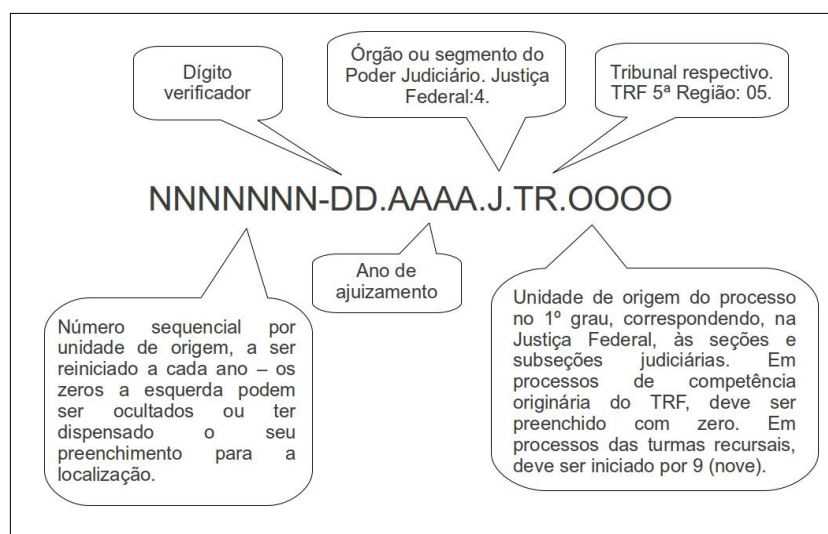 Dígito
verificador
Órgão ou segmento do
Poder Judiciário. Justiça
Federal:4.
Tribunal respectivo.
TRF 5ª Região: 05.
NNNNNNN-DD.AAAA.J.TR.OOOO
Ano de
ajuizamento
Número sequencial por
unidade de origem, a ser
reiniciado a cada ano – os
zeros a esquerda podem
ser ocultados ou ter
dispensado o seu
preenchimento para a
localização.
Unidade de origem do processo
no 1º grau, correspondendo, na
Justiça Federal, às seções e
subseções judiciárias. Em
processos de competência
originária do TRF, deve ser
preenchido com zero. Em
processos das turmas recursais,
deve ser iniciado por 9 (nove).